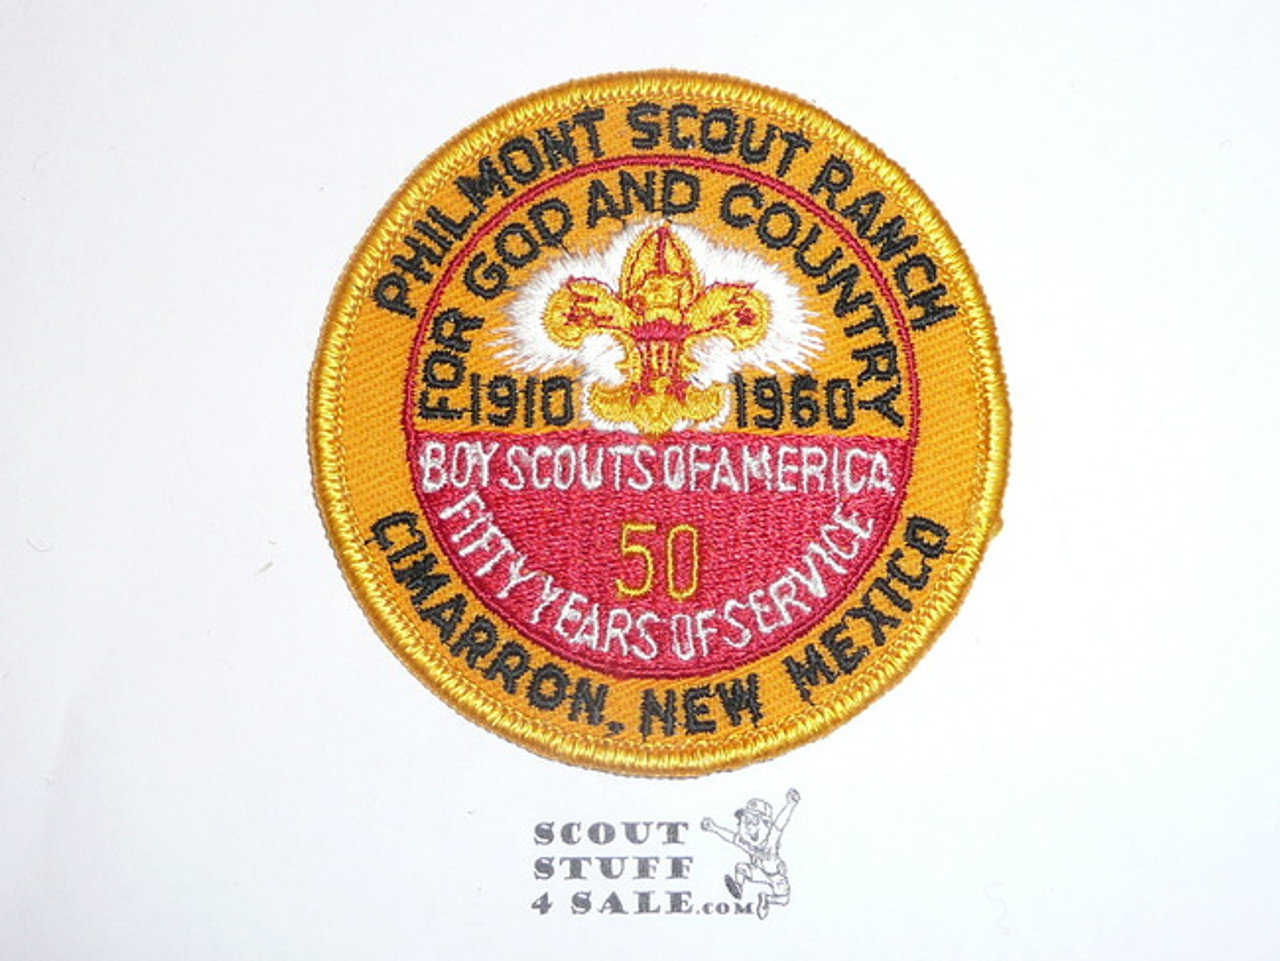 PHILMONT SCOUT RANCH
FOR GOD AND COUNTRY
1910 1960
BOY SCOUTS OF AMERICA
50
FIFTY YEARS OF SERVICE
CIMARRON, NEW MEXICO
SCOUT
STUFF
4 SALE.COM